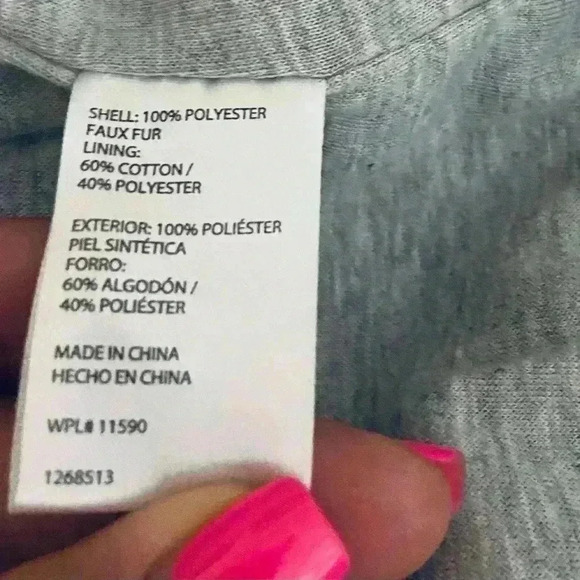 SHELL: 100% POLYESTER
FAUX FUR
LINING:
60% COTTON /
40% POLYESTER
EXTERIOR: 100% POLIÉSTER
PIEL SINTÉTICA
FORRO:
60% ALGODÓN /
40% POLIÉSTER
MADE IN CHINA
HECHO EN CHINA
WPL# 11590
1268513